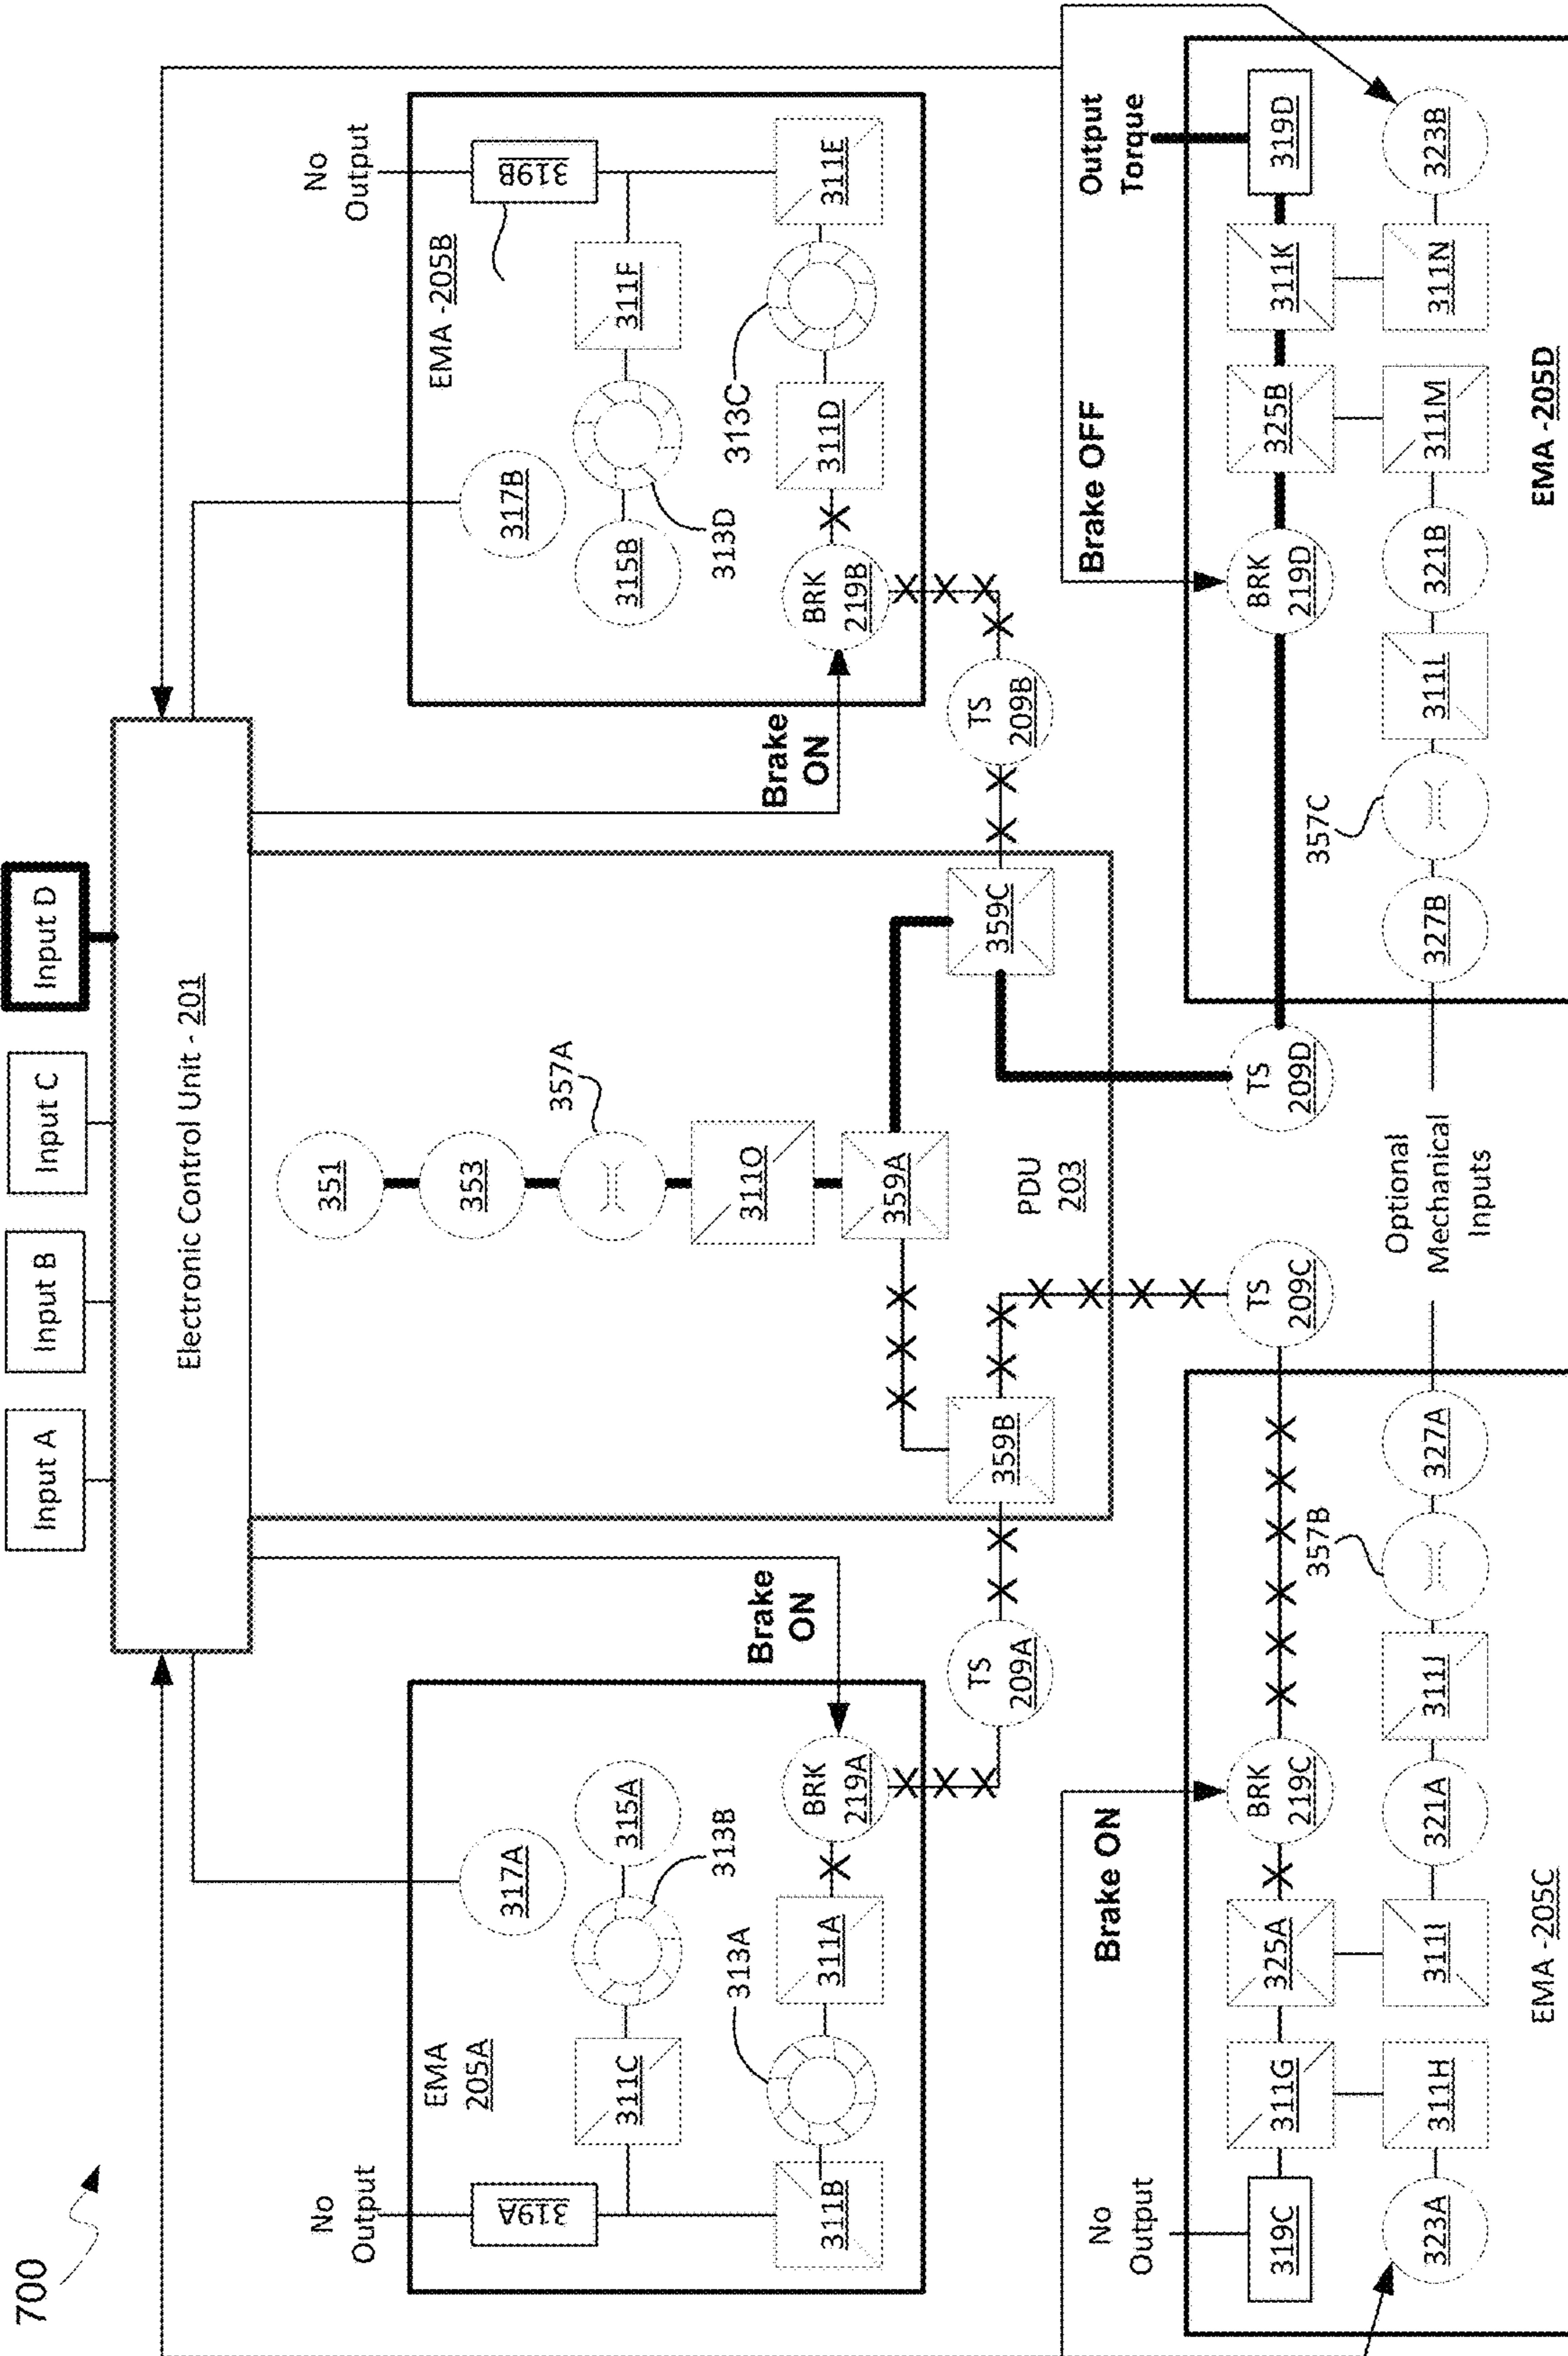 700
Input A
Input B
Input C
Input D
Electronic Control Unit - 201
No
Output
319A
EMA
205A
311C
313B
315A
317A
311B
313A
311A
BRK
219A
Brake
ON
TS
209A
351
353
357A
311O
359A
359B
359C
PDU
203
No
Output
319B
EMA -205B
317B
315B
313D
311F
BRK
219B
311D
313C
311E
Brake
ON
TS
209B
TS
209C
TS
209D
Optional
Mechanical
Inputs
No
Output
319C
Brake ON
311G
325A
BRK
219C
323A
311H
311I
321A
311J
357B
327A
EMA -205C
Brake OFF
Output
Torque
BRK
219D
325B
311K
319D
327B
357C
311L
321B
311M
311N
323B
EMA -205D